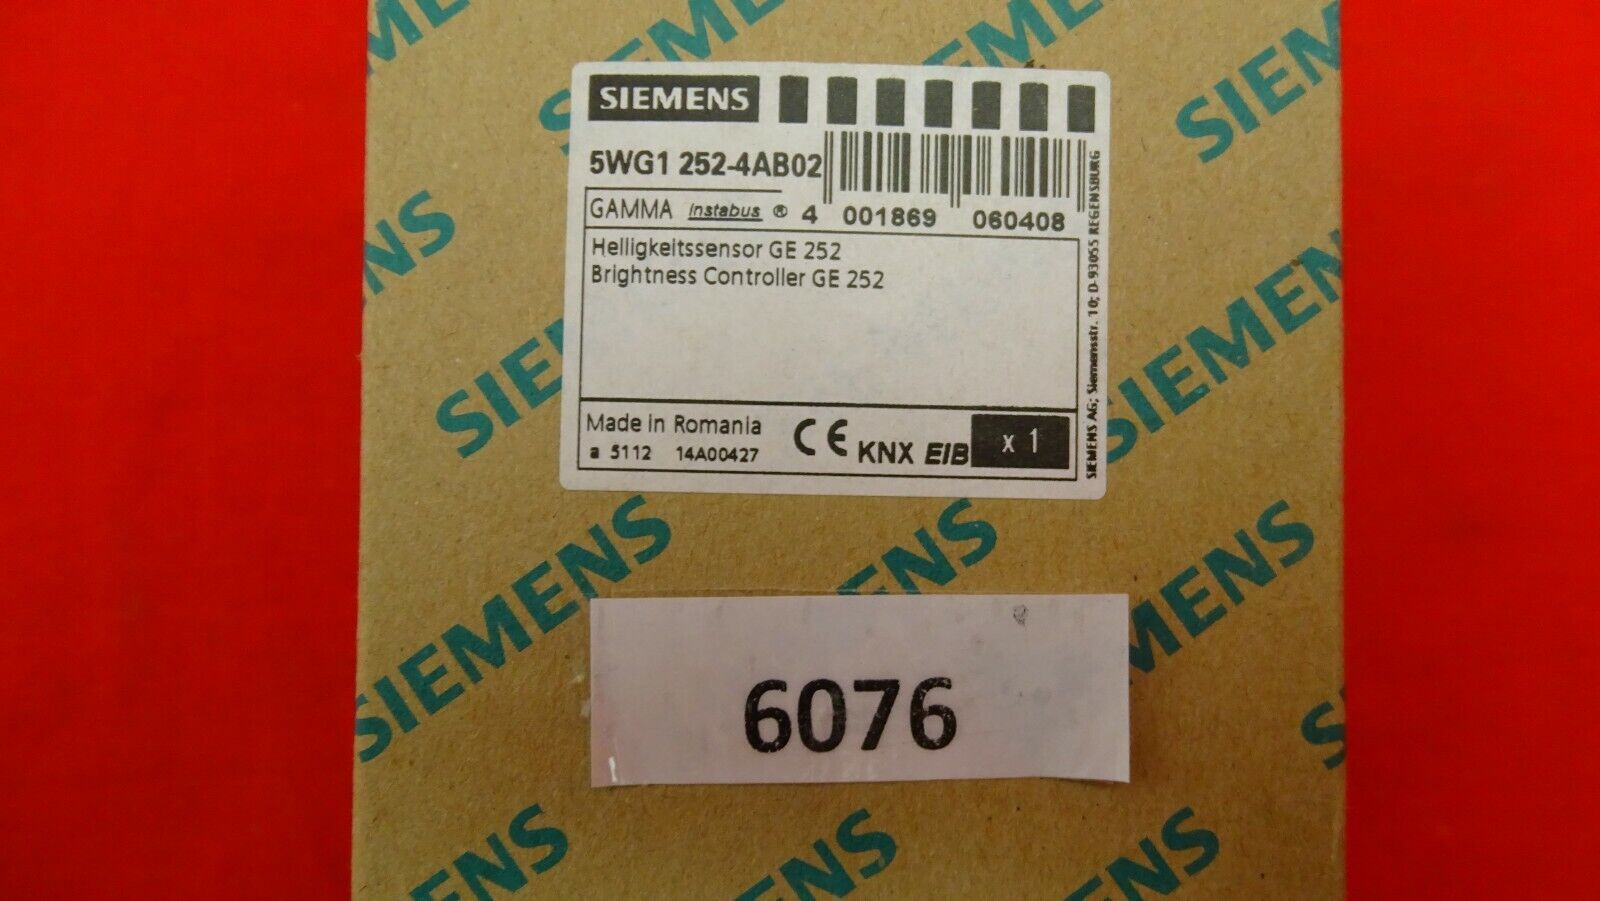 SIEMENS
5WG1 252-4AB02
GAMMA instabus ® 4 001869 060408
Helligkeitssensor GE 252
Brightness Controller GE 252
Made in Romania
a 5112 14A00427
CE KNX EIB x 1
SIEMENS AG; Siemensstr. 10; D-93055 REGENSBURG
6076
SIEMENS
SIEMENS
SIEMENS
SIEMENS
SIEMENS
SIEMENS